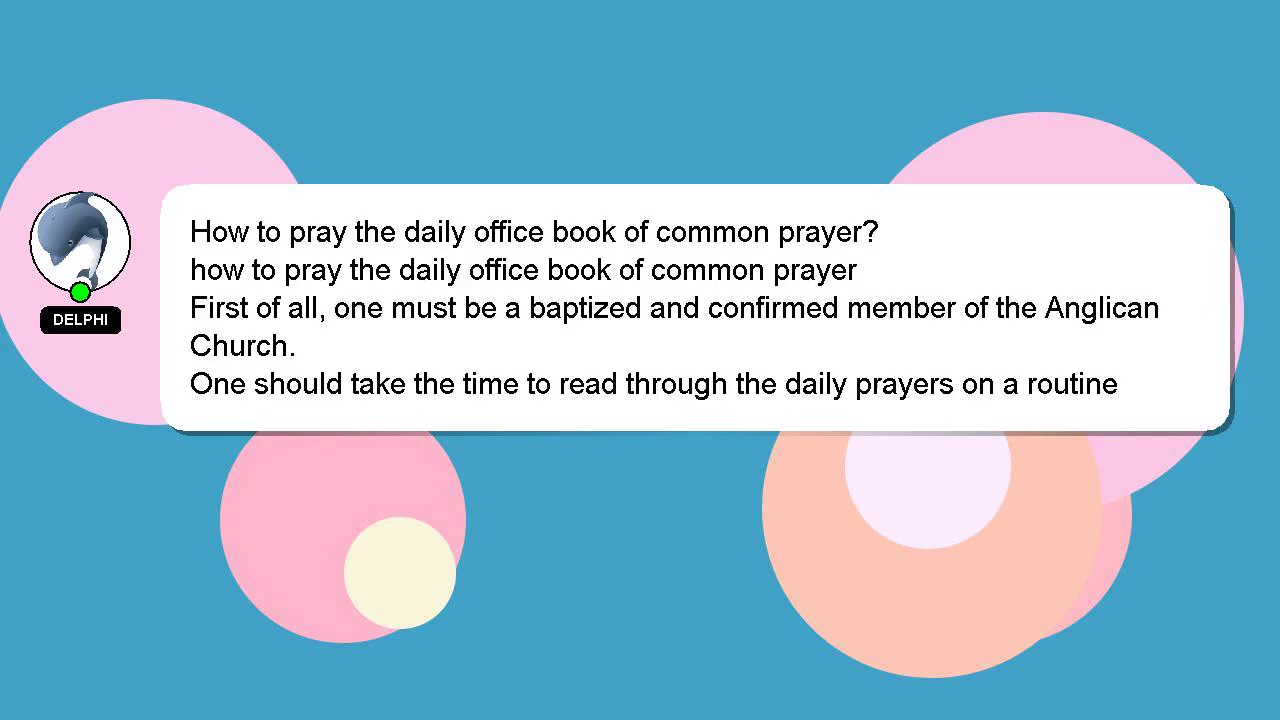 How to pray the daily office book of common prayer?
how to pray the daily office book of common prayer
First of all, one must be a baptized and confirmed member of the Anglican
Church.
One should take the time to read through the daily prayers on a routine
DELPHI